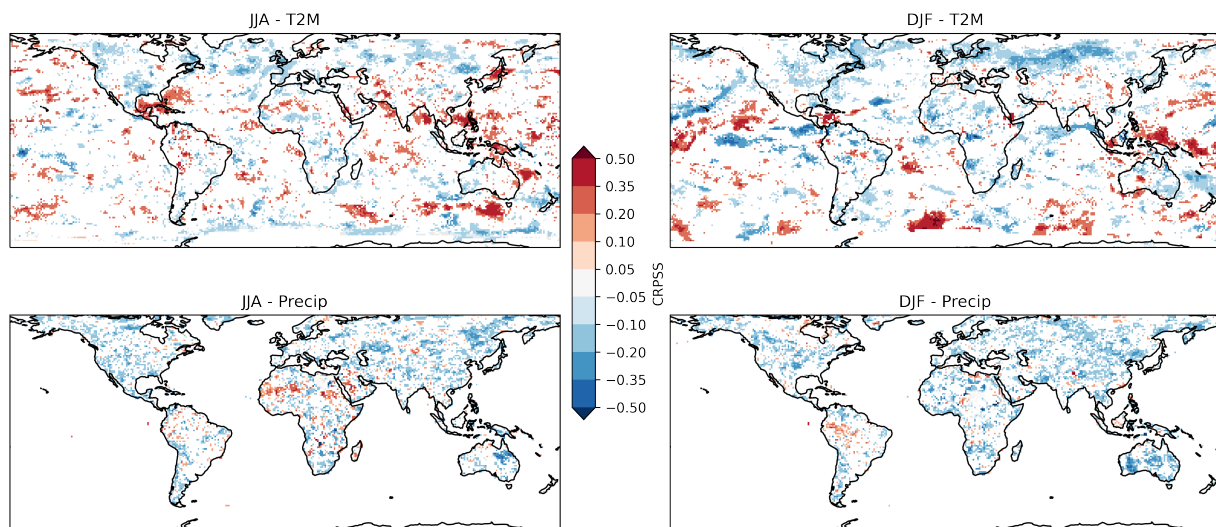 JJA - T2M
DJF - T2M
0.50
0.35
0.20
0.10
0.05
−0.05
−0.10
−0.20
−0.35
−0.50
CRPSS
JJA - Precip
DJF - Precip